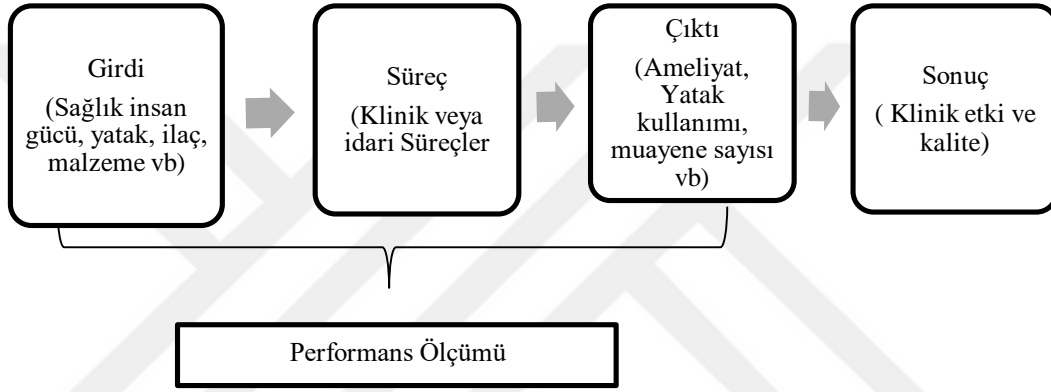 Girdi
(Sağlık insan
gücü, yatak, ilaç,
malzeme vb)
Süreç
(Klinik veya
idari Süreçler
Çıktı
(Ameliyat,
Yatak
kullanımı,
muayene sayısı
vb)
Sonuç
( Klinik etki ve
kalite)
Performans Ölçümü